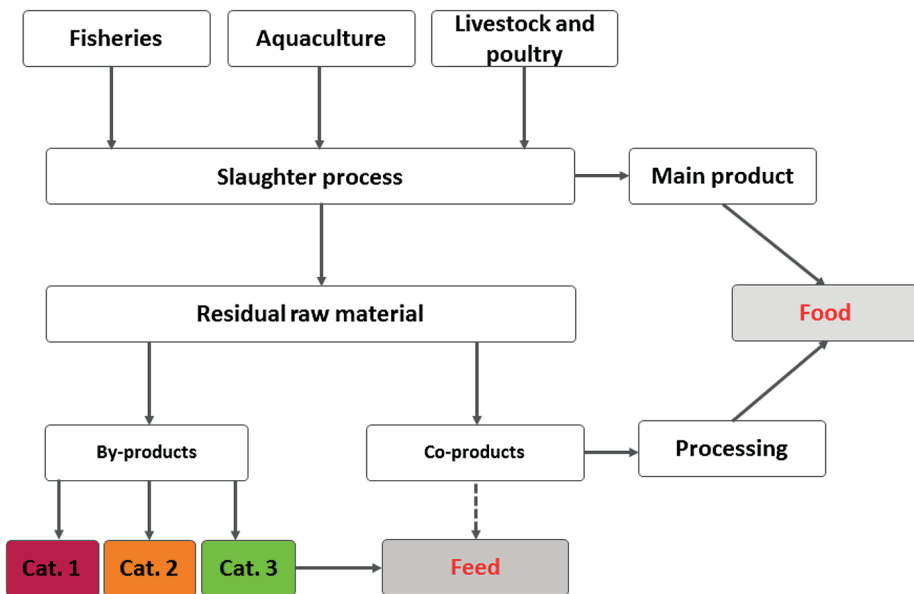 Fisheries
Aquaculture
Livestock and
poultry
Slaughter process
Main product
Residual raw material
Food
By-products
Co-products
Processing
Cat. 1
Cat. 2
Cat. 3
Feed